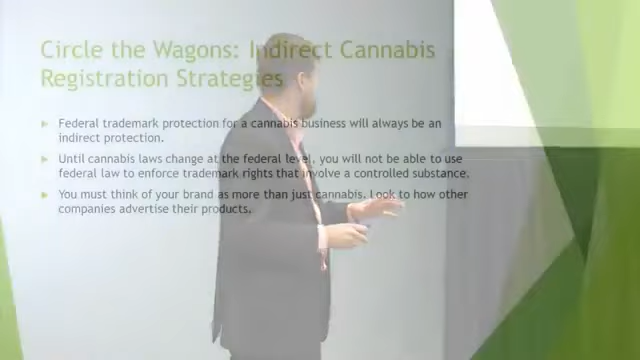 Circle the Wagons: Indirect Cannabis
Registration Strategies
Federal trademark protection for a cannabis business will always be an
indirect protection.
Until cannabis laws change at the federal level, you will not be able to use
federal law to enforce trademark rights that involve a controlled substance.
You must think of your brand as more than just cannabis. Look to how other
companies advertise their products.